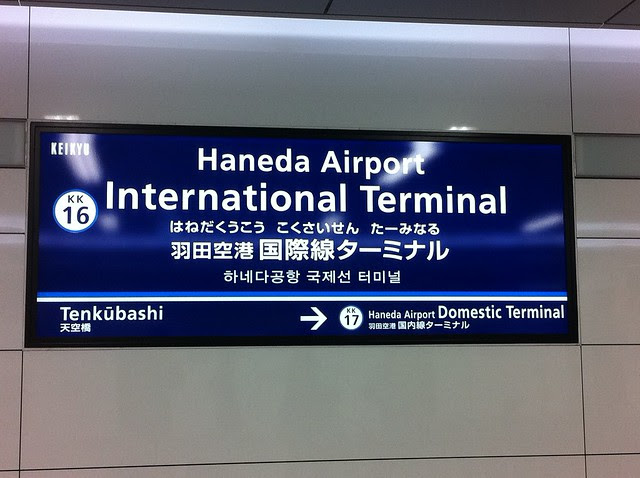 KEIKYU
KK
16
Haneda Airport
International Terminal
はねだくうこう こくさいせん たーみなる
羽田空港 国際線ターミナル
하네다공항 국제선 터미널
Tenkūbashi
天空橋
→ KK 17 Haneda Airport Domestic Terminal
羽田空港 国内線ターミナル